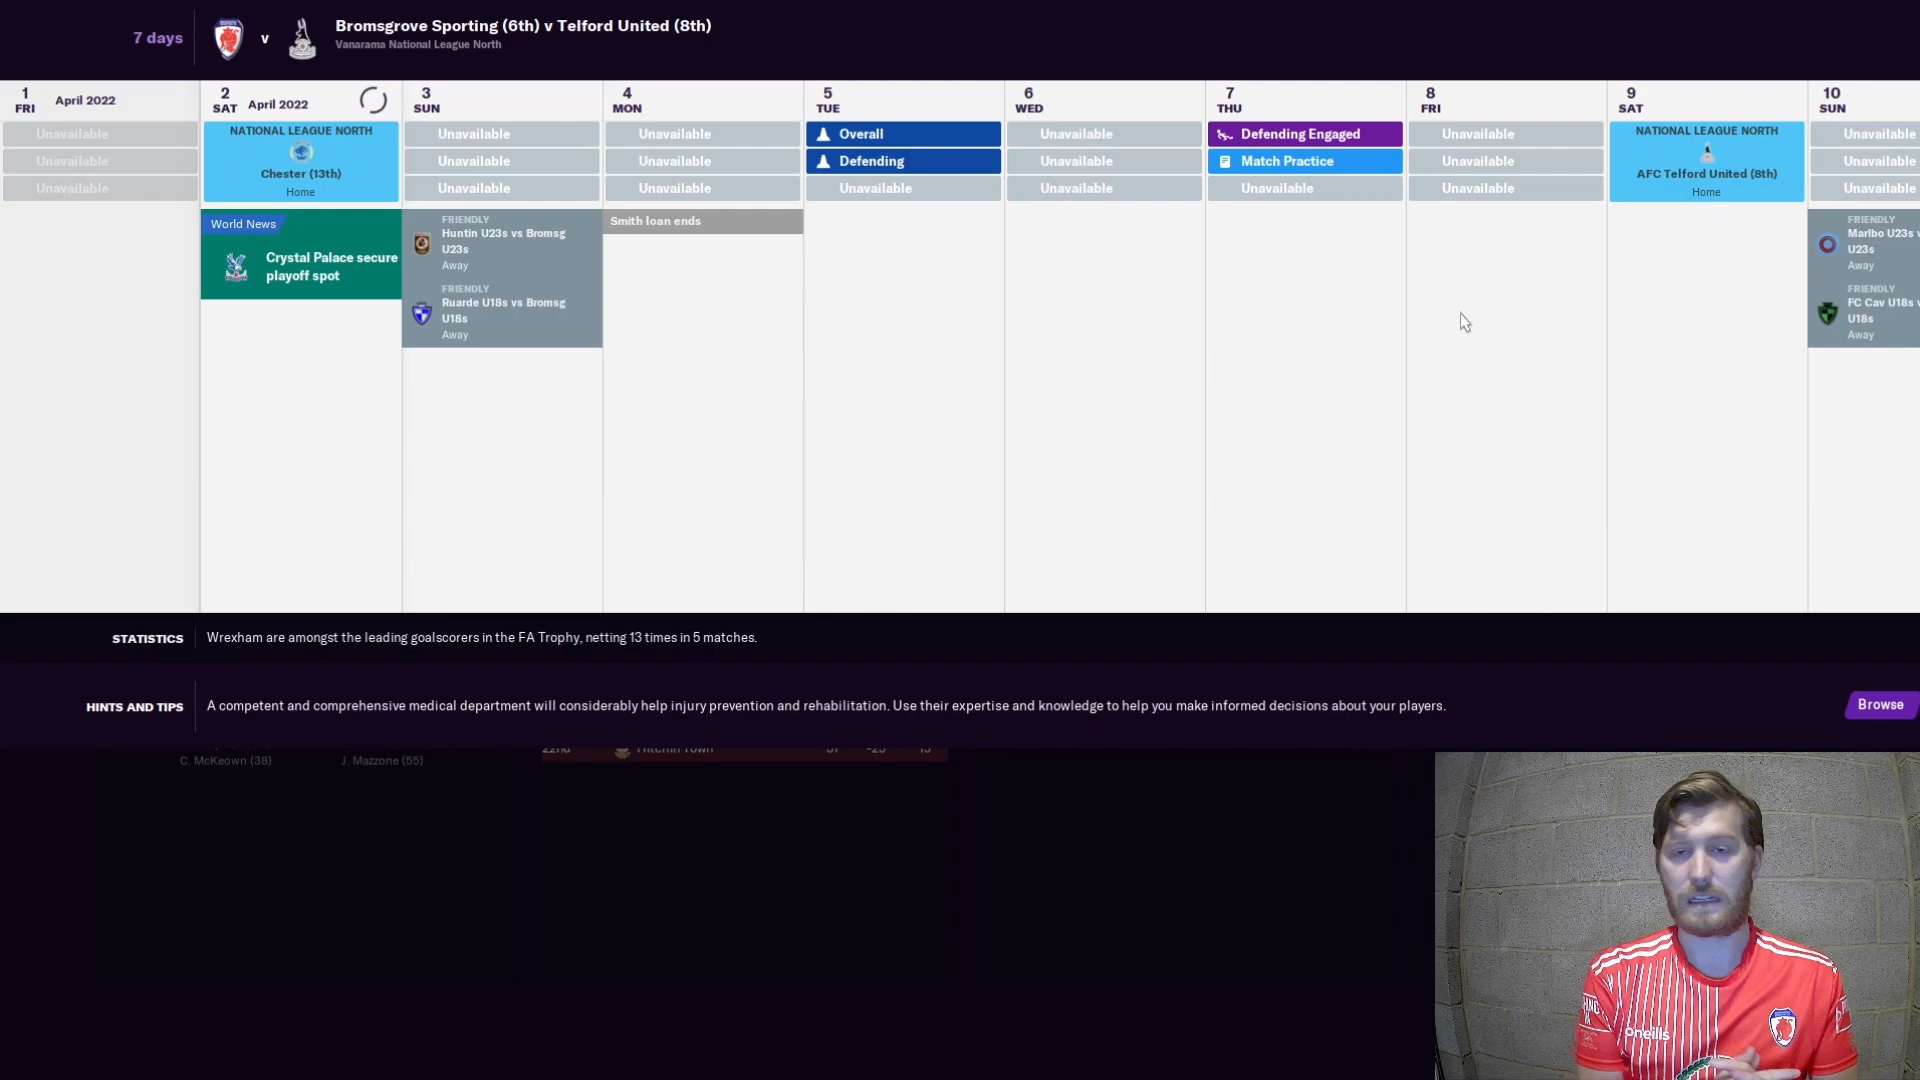 7 days
v
Bromsgrove Sporting (6th) v Telford United (8th)
Vanarama National League North
1
FRI
April 2022
2
SAT
April 2022
3
SUN
4
MON
5
TUE
6
WED
7
THU
8
FRI
9
SAT
10
SUN
Unavailable
Unavailable
Unavailable
NATIONAL LEAGUE NORTH
Chester (13th)
Home
Unavailable
Unavailable
Unavailable
Unavailable
Unavailable
Unavailable
Overall
Defending
Unavailable
Unavailable
Unavailable
Unavailable
Defending Engaged
Match Practice
Unavailable
Unavailable
Unavailable
Unavailable
NATIONAL LEAGUE NORTH
AFC Telford United (8th)
Home
Unavailable
Unavailable
Unavailable
World News
Crystal Palace secure
playoff spot
FRIENDLY
Huntin U23s vs Bromsg
U23s
Away
FRIENDLY
Ruarde U18s vs Bromsg
U18s
Away
Smith loan ends
FRIENDLY
Marlbo U23s v
U23s
Away
FRIENDLY
FC Cav U18s v
U18s
Away
STATISTICS
Wrexham are amongst the leading goalscorers in the FA Trophy, netting 13 times in 5 matches.
HINTS AND TIPS
A competent and comprehensive medical department will considerably help injury prevention and rehabilitation. Use their expertise and knowledge to help you make informed decisions about your players.
Browse
22nd Hitchin Town 37 -25 19
C. McKeown (38)
J. Mazzone (55)
oneills